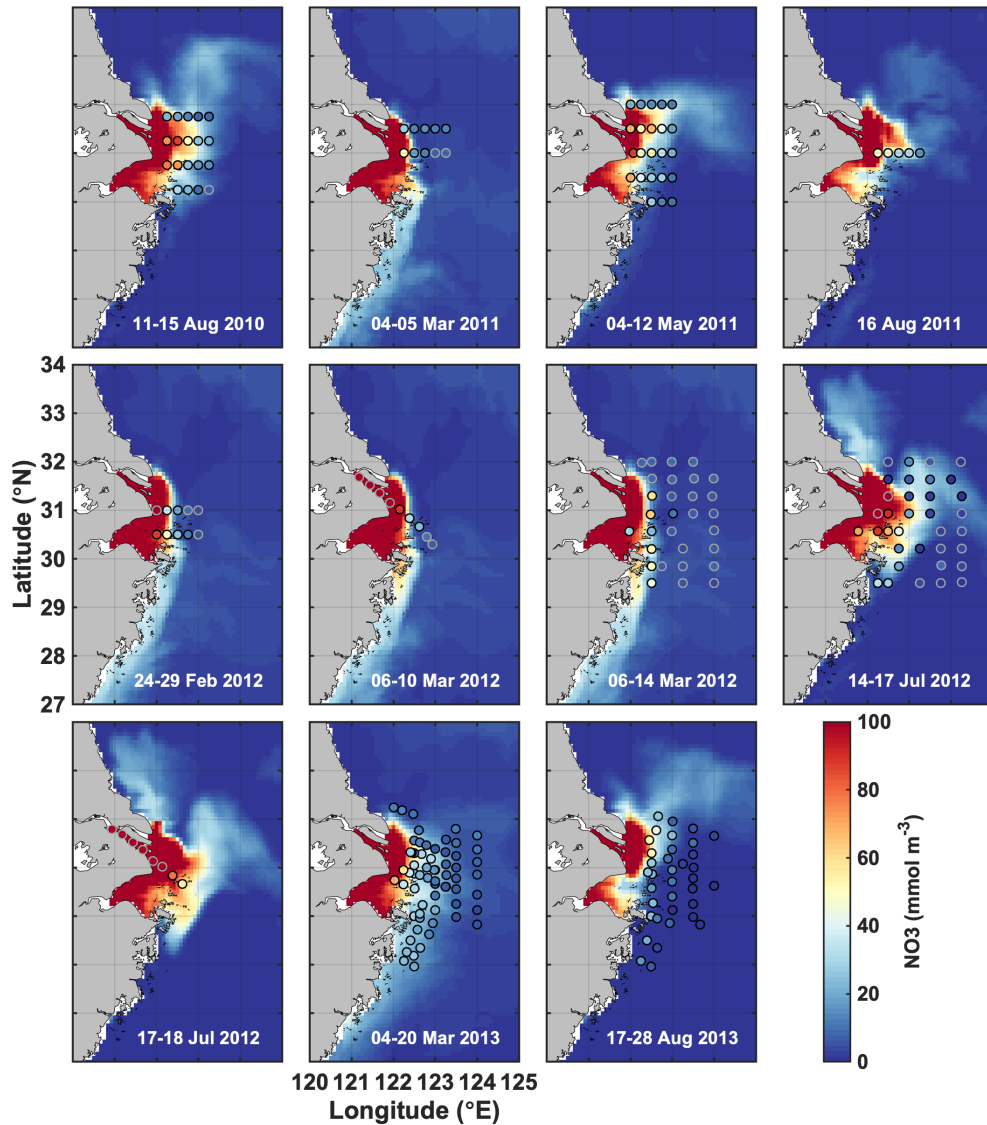 11-15 Aug 2010
04-05 Mar 2011
04-12 May 2011
16 Aug 2011
Latitude (°N)
34
33
32
31
30
29
28
27
24-29 Feb 2012
06-10 Mar 2012
06-14 Mar 2012
14-17 Jul 2012
17-18 Jul 2012
04-20 Mar 2013
17-28 Aug 2013
100
80
60
40
20
0
NO3 (mmol m⁻³)
120 121 122 123 124 125
Longitude (°E)